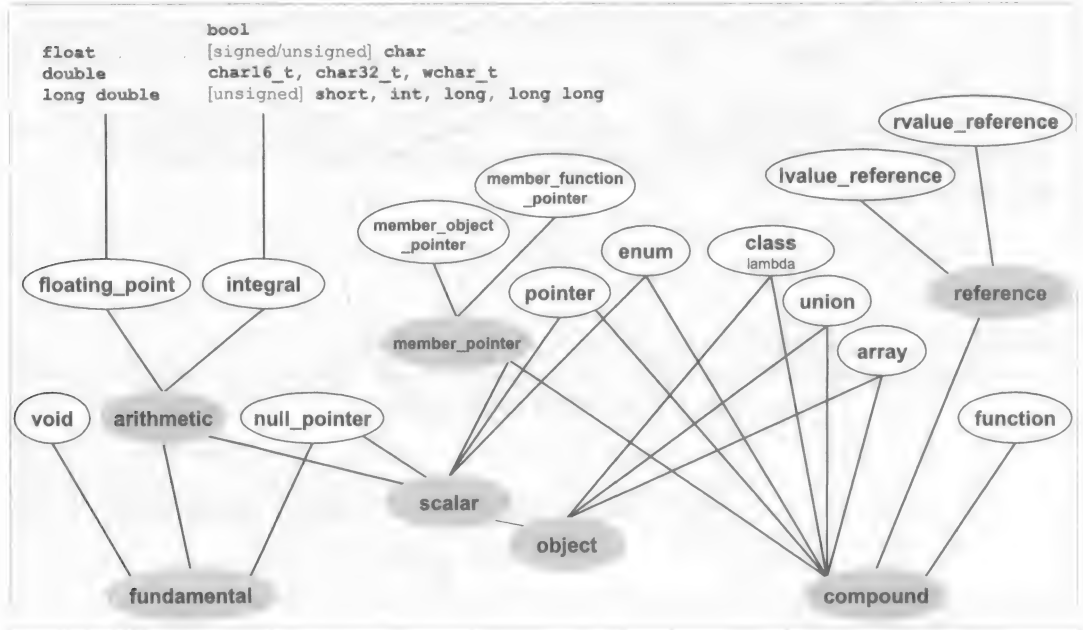 bool
float [signed/unsigned] char
double char16_t, char32_t, wchar_t
long double [unsigned] short, int, long, long long
rvalue_reference
lvalue_reference
member_function
_pointer
member_object
_pointer
enum
class
lambda
floating_point
integral
pointer
union
reference
member_pointer
array
void
arithmetic
null_pointer
function
scalar
object
fundamental
compound